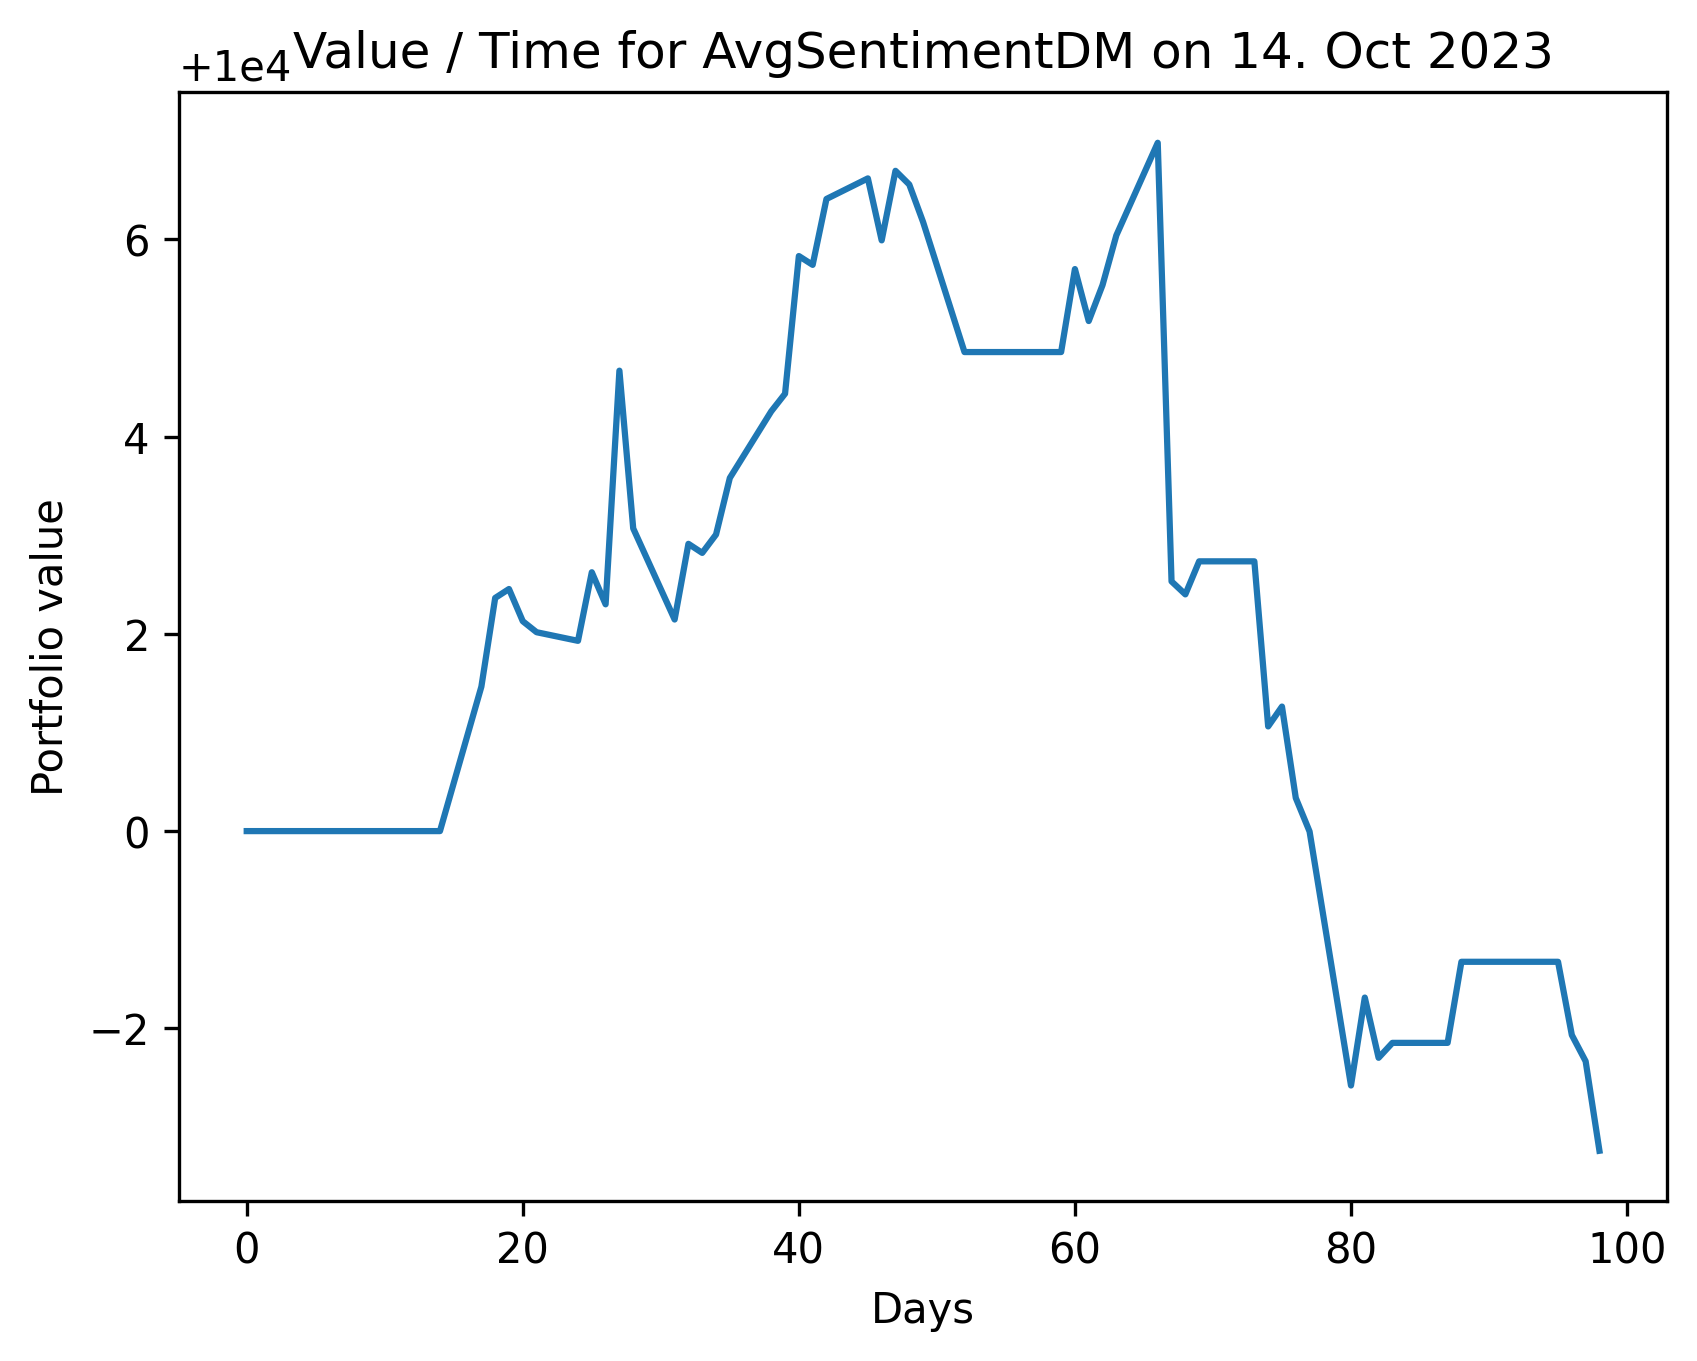 Value / Time for AvgSentimentDM on 14. Oct 2023
+1e4
6
4
2
0
−2
Portfolio value
0 20 40 60 80 100
Days